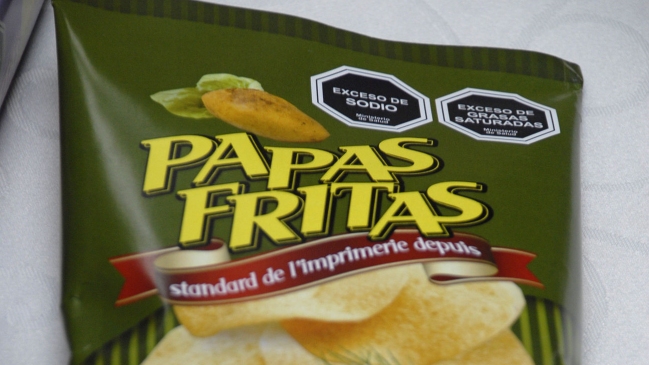 EXCESO DE
SODIO
Ministerio
de Salud
EXCESO DE
GRASAS
SATURADAS
Ministerio
de Salud
PAPAS
FRITAS
standard de l'imprimerie depuis